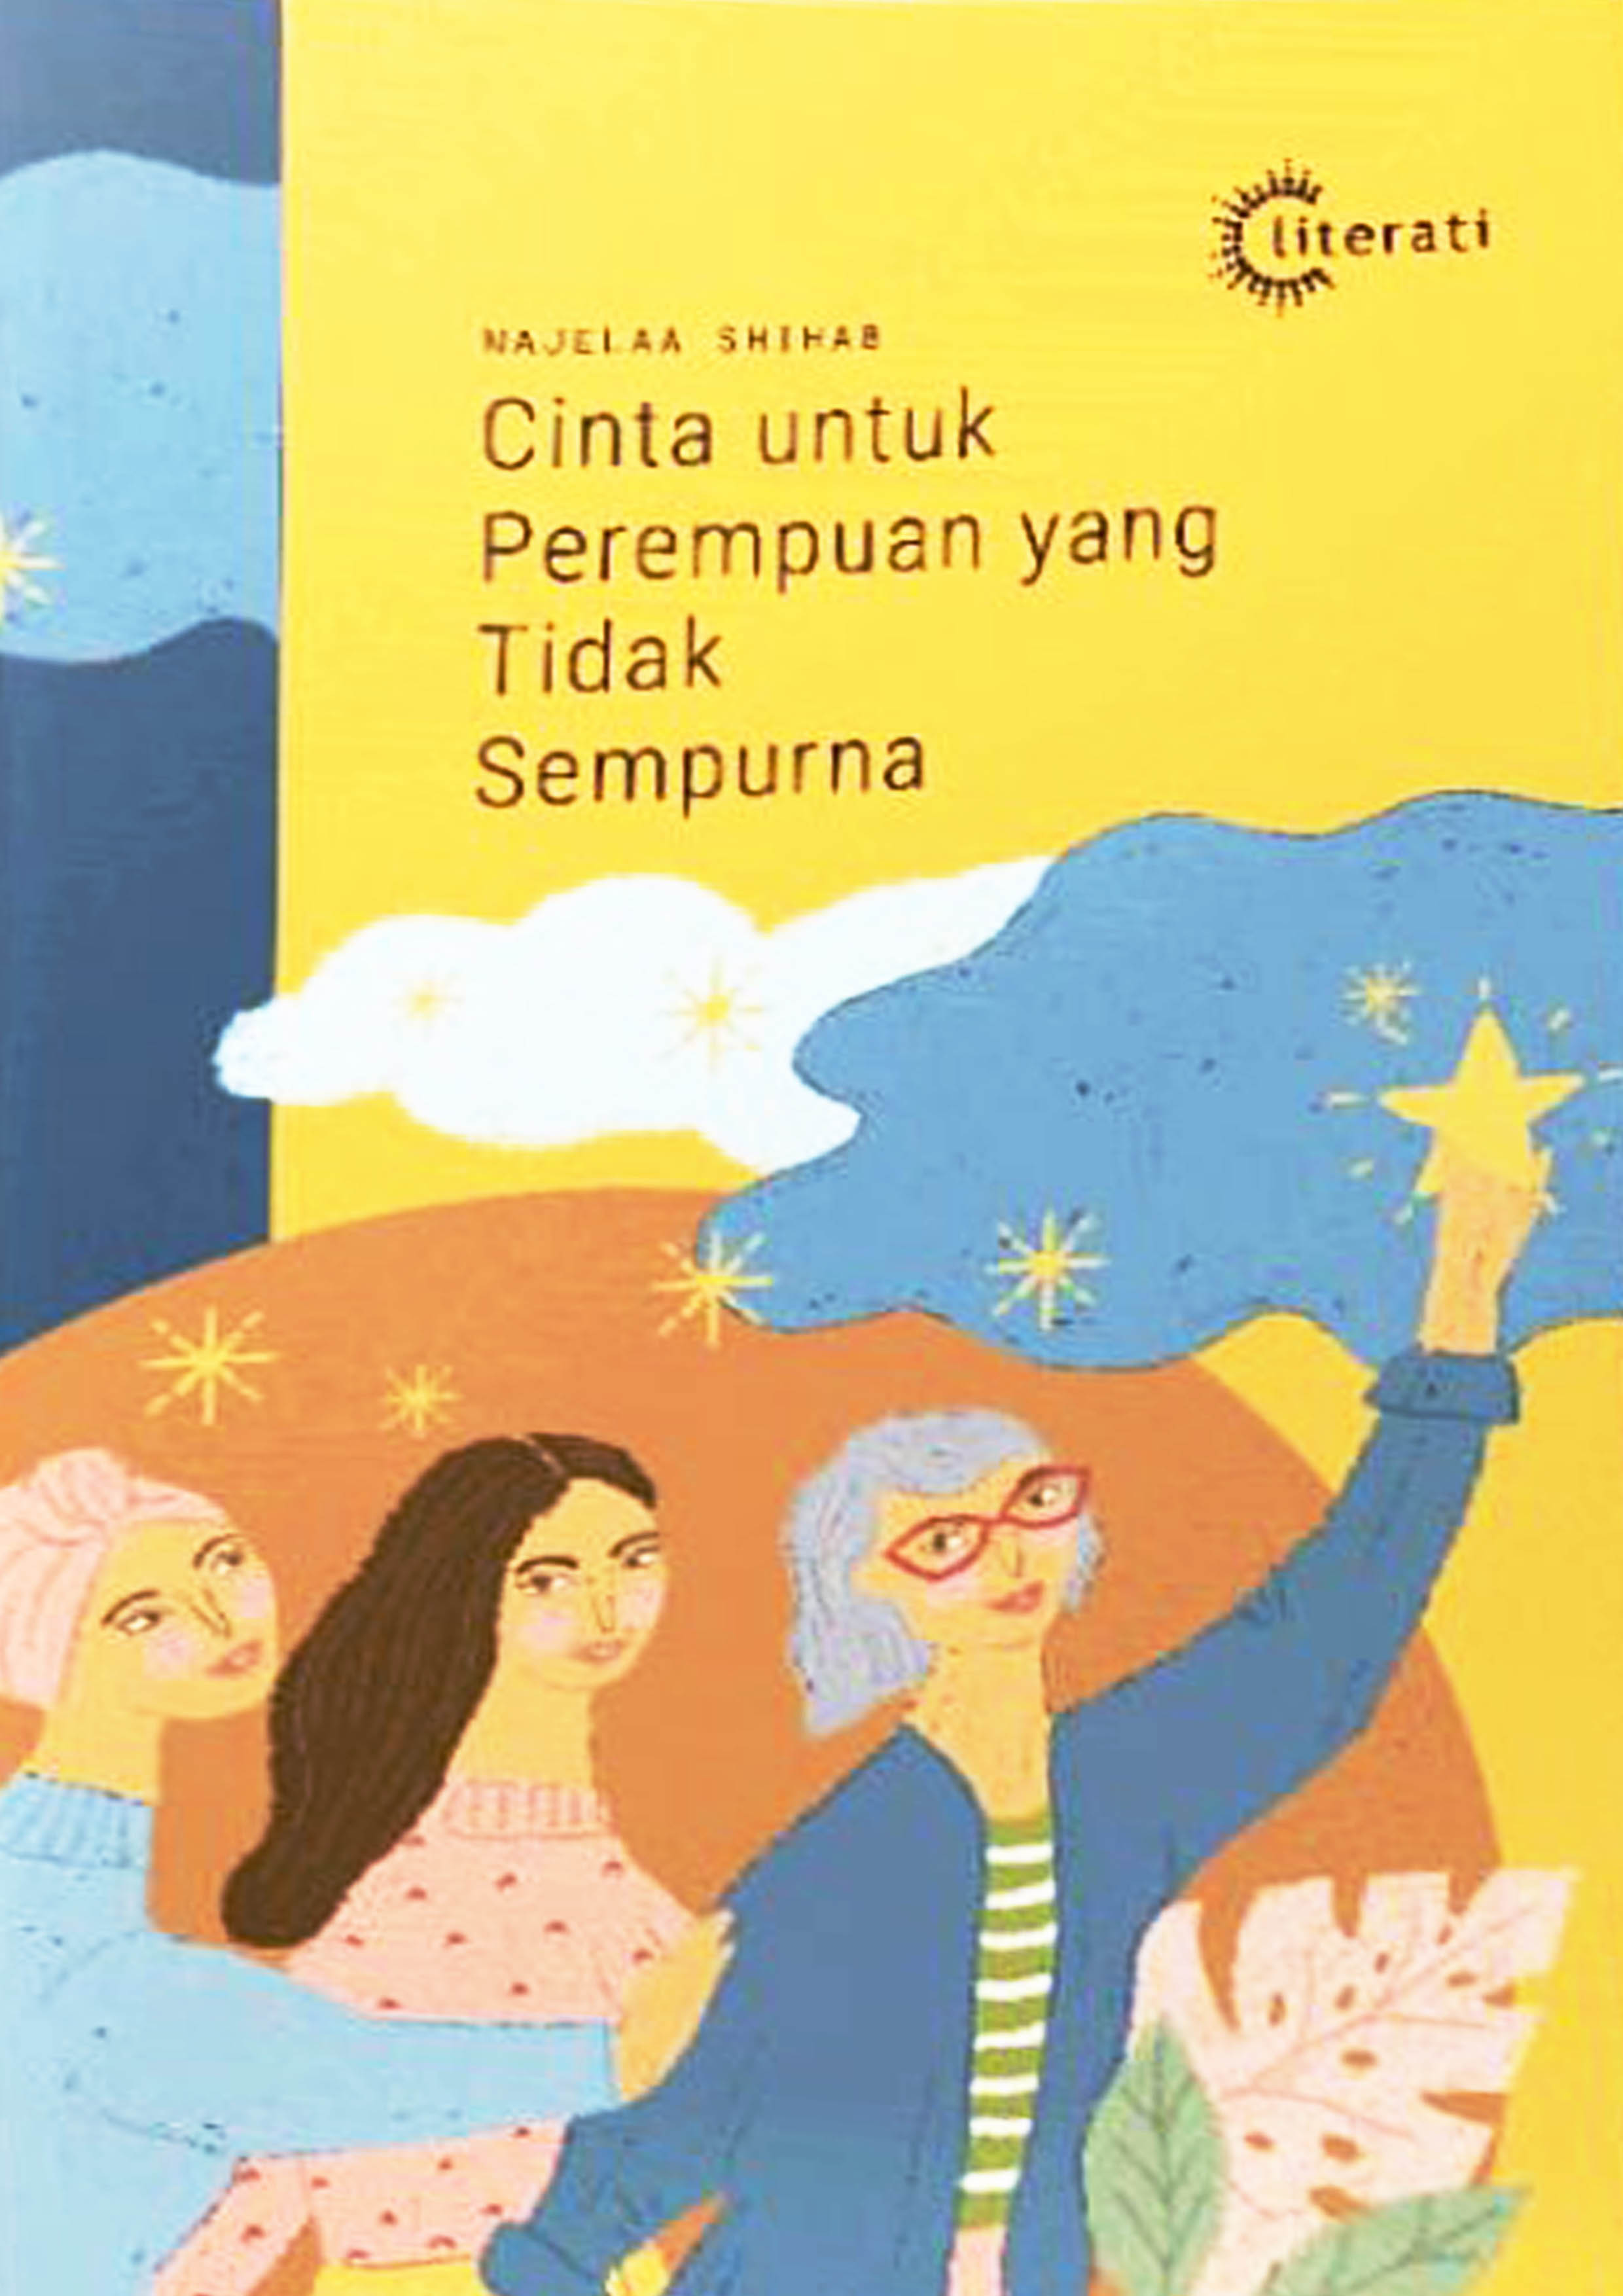 literati
NAJELAA SHIHAB
Cinta untuk
Perempuan yang
Tidak
Sempurna